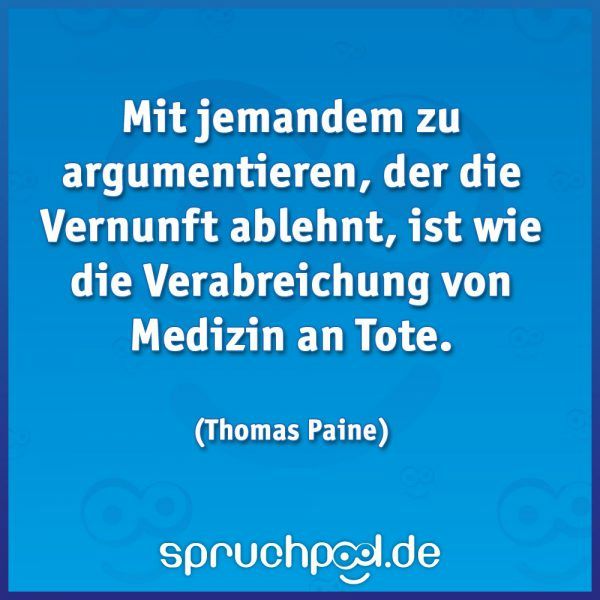 Mit jemandem zu
argumentieren, der die
Vernunft ablehnt, ist wie
die Verabreichung von
Medizin an Tote.
(Thomas Paine)
spruchpool.de